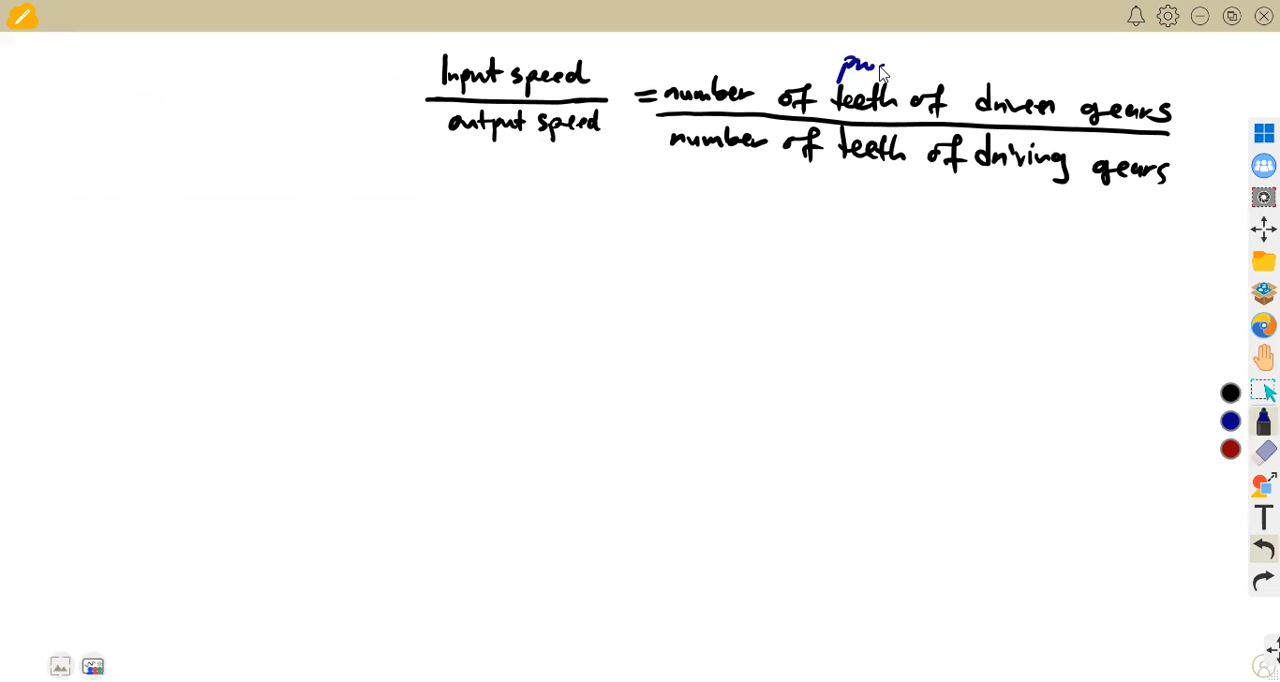 Input speed = number of teeth of driven gears
output speed number of teeth of driving gears